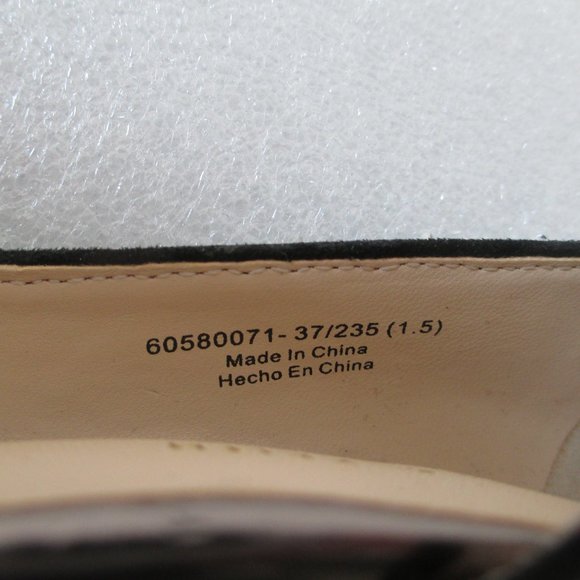 60580071- 37/235 (1.5)
Made In China
Hecho En China